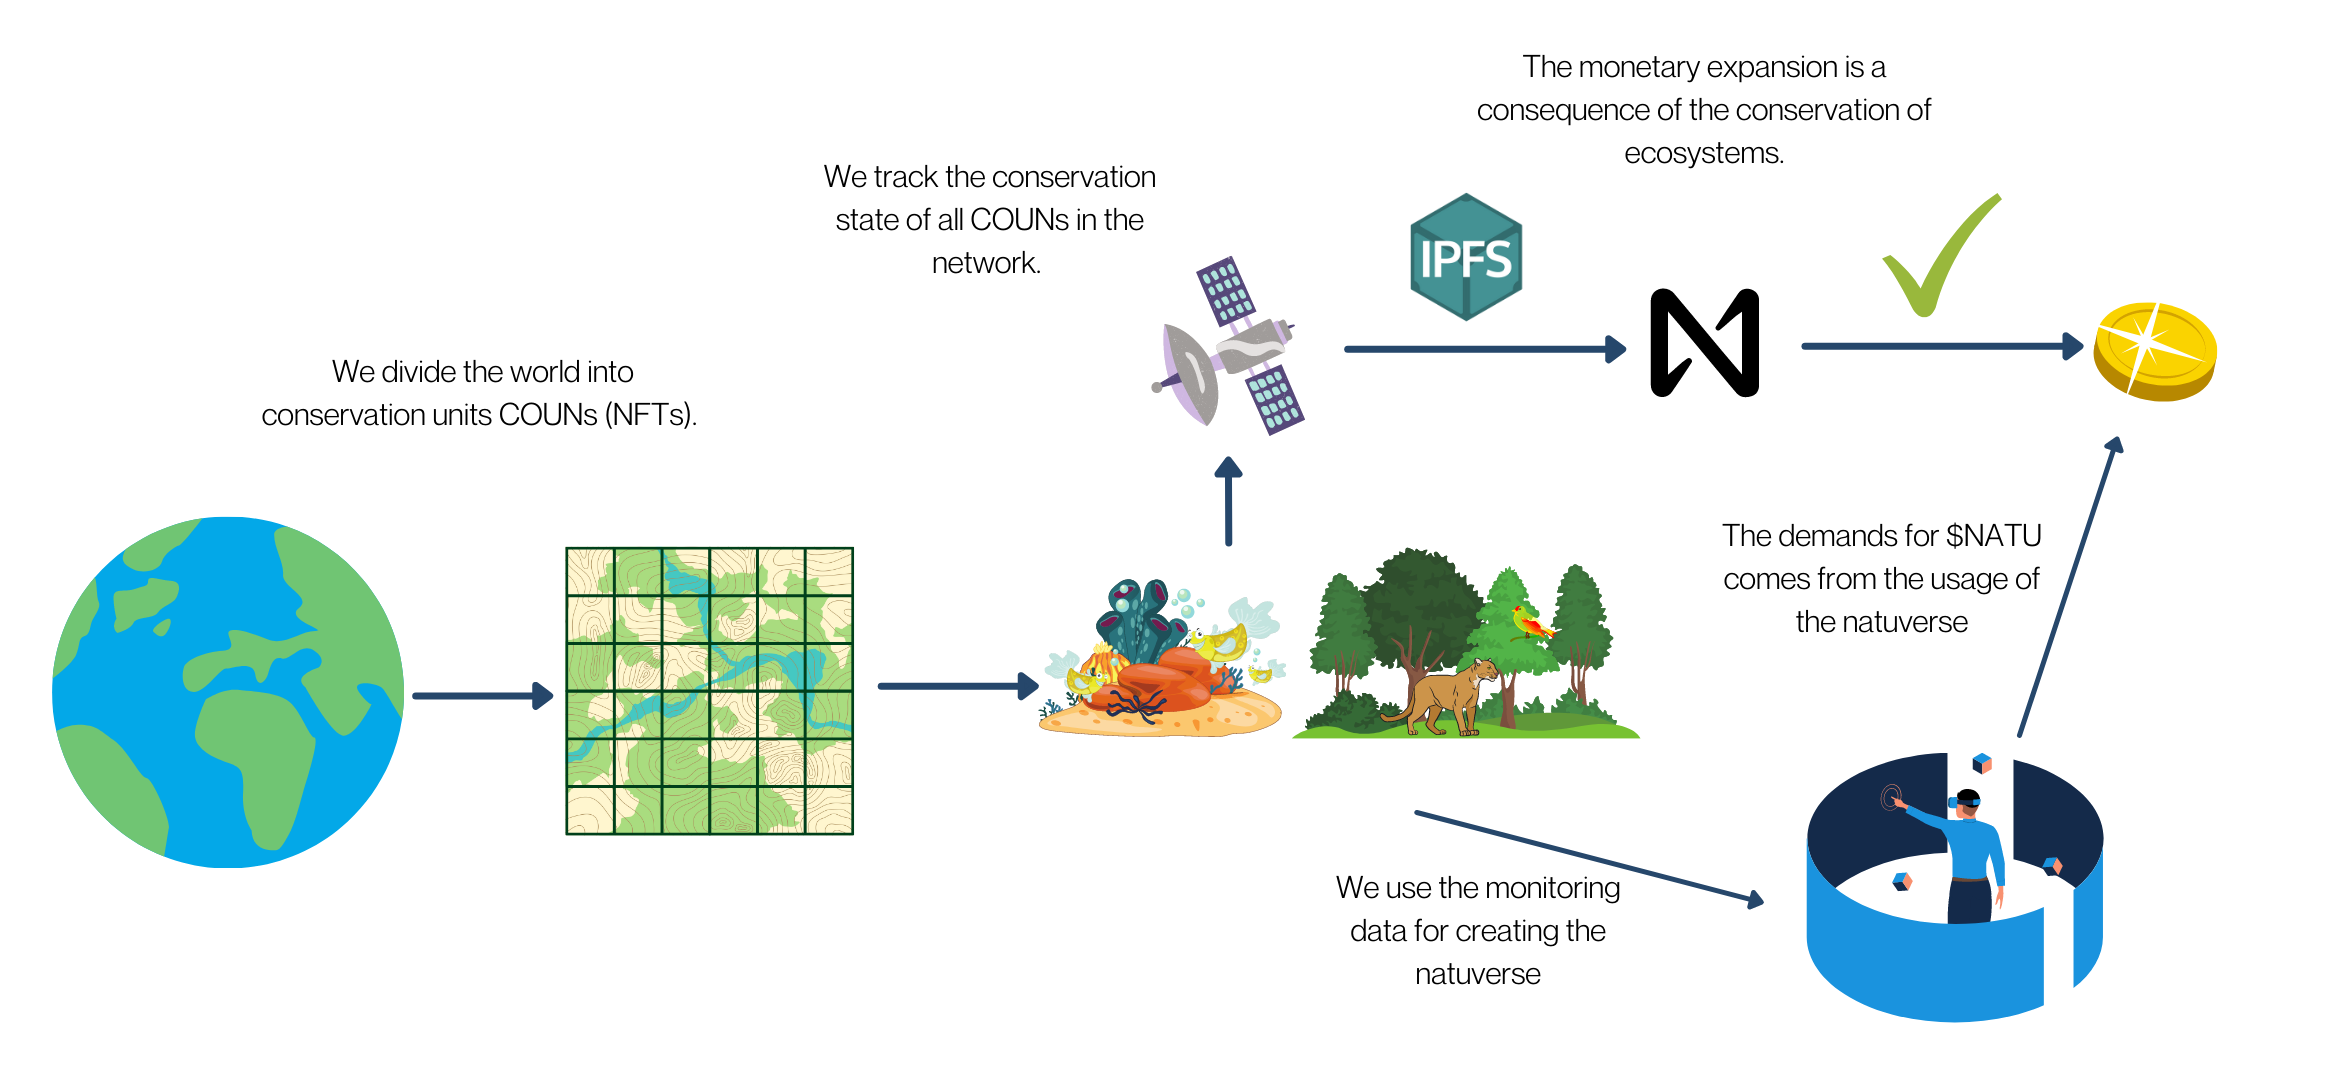 The monetary expansion is a
consequence of the conservation of
ecosystems.
We track the conservation
state of all COUNs in the
network.
IPFS
We divide the world into
conservation units COUNs (NFTs).
The demands for $NATU
comes from the usage of
the natuverse
We use the monitoring
data for creating the
natuverse